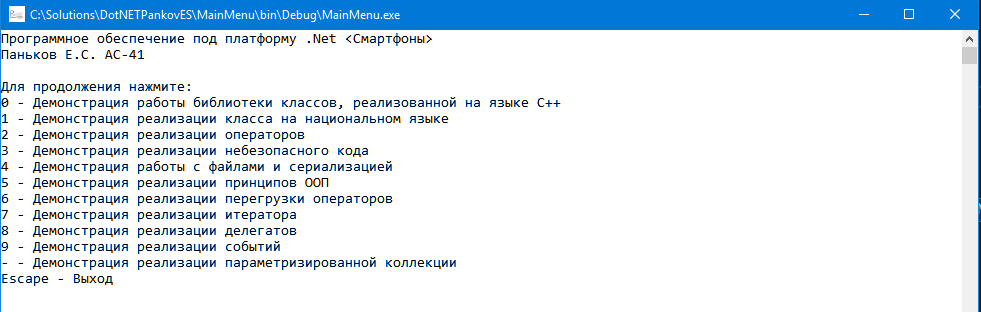 C:\Solutions\DotNETPankovES\MainMenu\bin\Debug\MainMenu.exe
Программное обеспечение под платформу .Net <Смартфоны>
Паньков Е.С. АС-41
Для продолжения нажмите:
0 - Демонстрация работы библиотеки классов, реализованной на языке С++
1 - Демонстрация реализации класса на национальном языке
2 - Демонстрация реализации операторов
3 - Демонстрация реализации небезопасного кода
4 - Демонстрация работы с файлами и сериализацией
5 - Демонстрация реализации принципов ООП
6 - Демонстрация реализации перегрузки операторов
7 - Демонстрация реализации итератора
8 - Демонстрация реализации делегатов
9 - Демонстрация реализации событий
- - Демонстрация реализации параметризированной коллекции
Escape - Выход